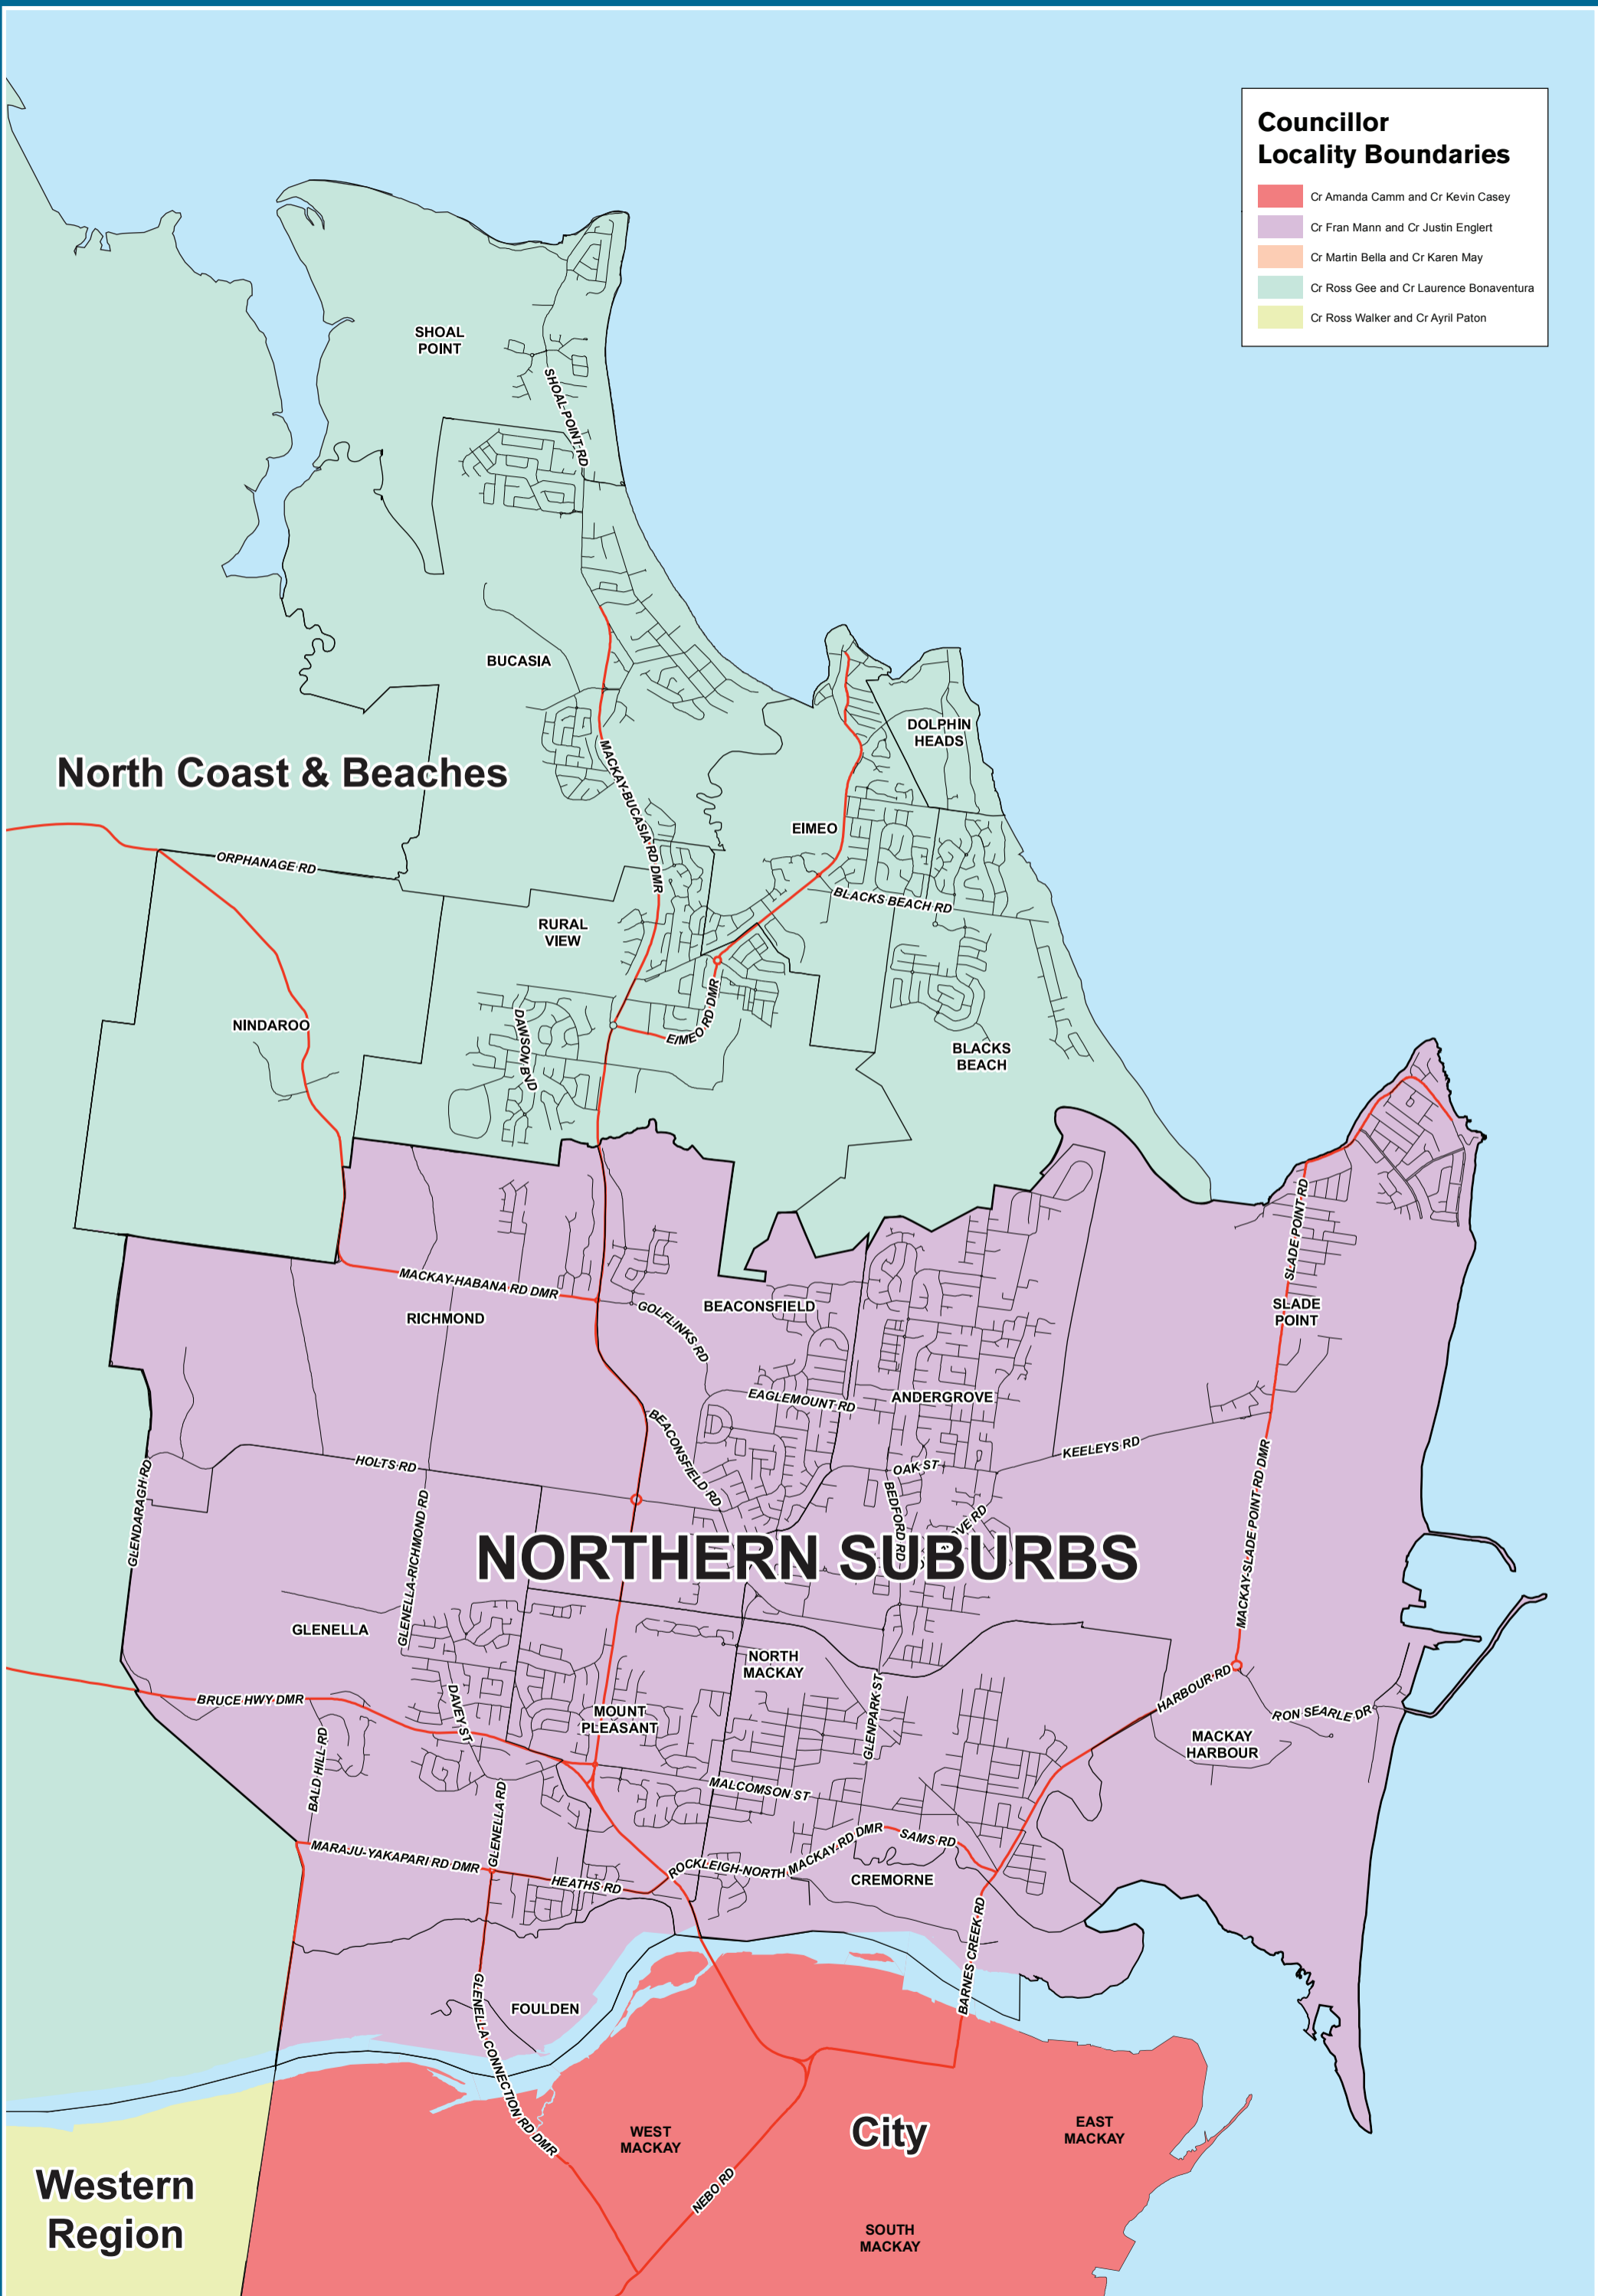 Councillor
Locality Boundaries
Cr Amanda Camm and Cr Kevin Casey
Cr Fran Mann and Cr Justin Englert
Cr Martin Bella and Cr Karen May
Cr Ross Gee and Cr Laurence Bonaventura
Cr Ross Walker and Cr Ayril Paton
SHOAL
POINT
SHOAL POINT RD
BUCASIA
DOLPHIN
HEADS
North Coast & Beaches
MACKAY-BUCASIA RD DMR
EIMEO
ORPHANAGE RD
BLACKS BEACH RD
RURAL
VIEW
NINDAROO
DAWSON BVD
EIMEO RD DMR
BLACKS
BEACH
SLADE POINT RD
MACKAY-HABANA RD DMR
RICHMOND
GOLFLINKS RD
BEACONSFIELD
SLADE
POINT
EAGLEMOUNT RD
ANDERGROVE
BEACONSFIELD RD
KEELEYS RD
HOLTS RD
OAK ST
GLENDARAGH RD
GLENELLA-RICHMOND RD
BEDFORD RD
MACKAY-SLADE POINT RD DMR
NORTHERN SUBURBS
GLENELLA
NORTH
MACKAY
BRUCE HWY DMR
DAVEY ST
MOUNT
PLEASANT
GLENPARK ST
HARBOUR RD
RON SEARLE DR
MACKAY
HARBOUR
BALD HILL RD
GLENELLA RD
MALCOMSON ST
MARAJU-YAKAPARI RD DMR
HEATHS RD
ROCKLEIGH-NORTH MACKAY RD DMR
SAMS RD
CREMORNE
BARNES CREEK RD
FOULDEN
GLENELLA CONNECTION RD DMR
WEST
MACKAY
City
EAST
MACKAY
Western
Region
NEBO RD
SOUTH
MACKAY